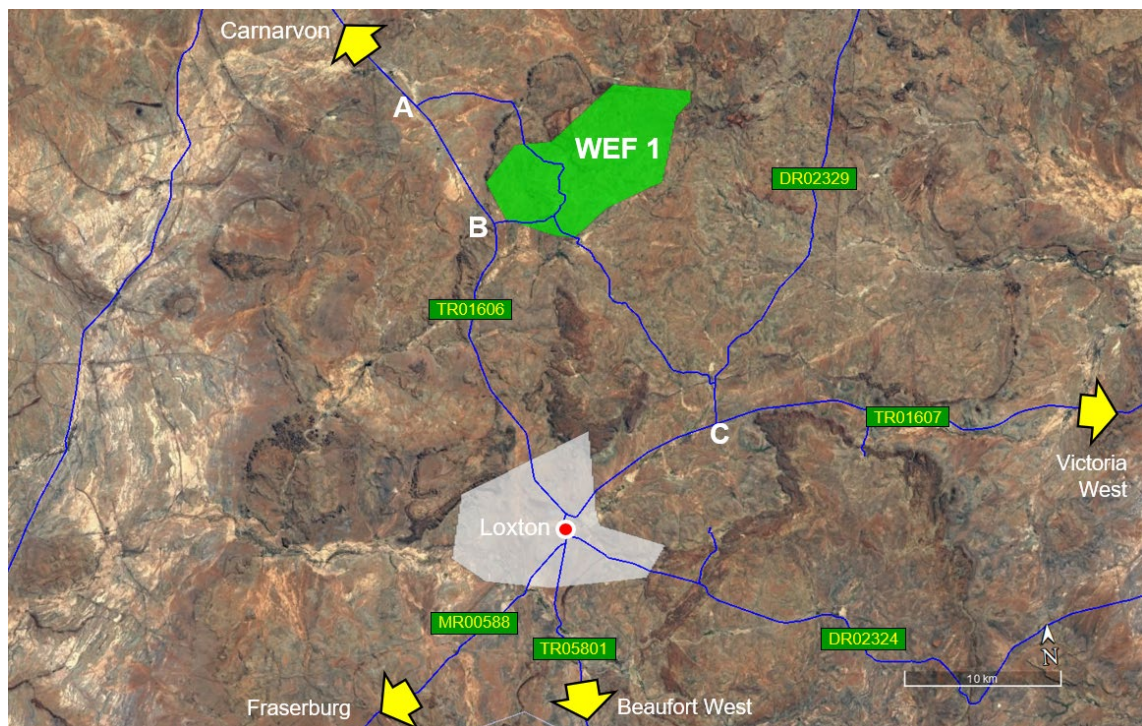 Carnarvon
A
WEF 1
DR02329
B
TR01606
TR01607
C
Victoria
West
Loxton
MR00588
TR05801
DR02324
N
10 km
Fraserburg
Beaufort West